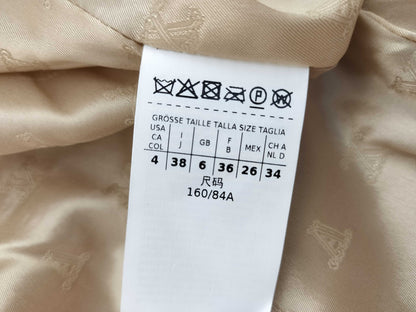 P W
GRÖSSE TAILLE TALLA SIZE TAGLIA
USA CA COL | I J | GB | F B | MEX | CH A NL D
4 | 38 | 6 | 36 | 26 | 34
尺码
160/84A